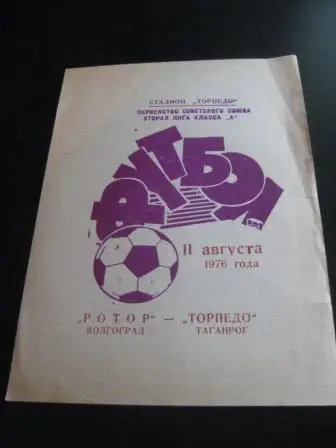 СТАДИОН „ТОРПЕДО"
ПЕРВЕНСТВО СОВЕТСКОГО СОЮЗА
ВТОРАЯ ЛИГА КЛАССА „А"
ФУТБОЛ
11 августа
1976 года
„РОТОР" — „ТОРПЕДО"
ВОЛГОГРАД ТАГАНРОГ